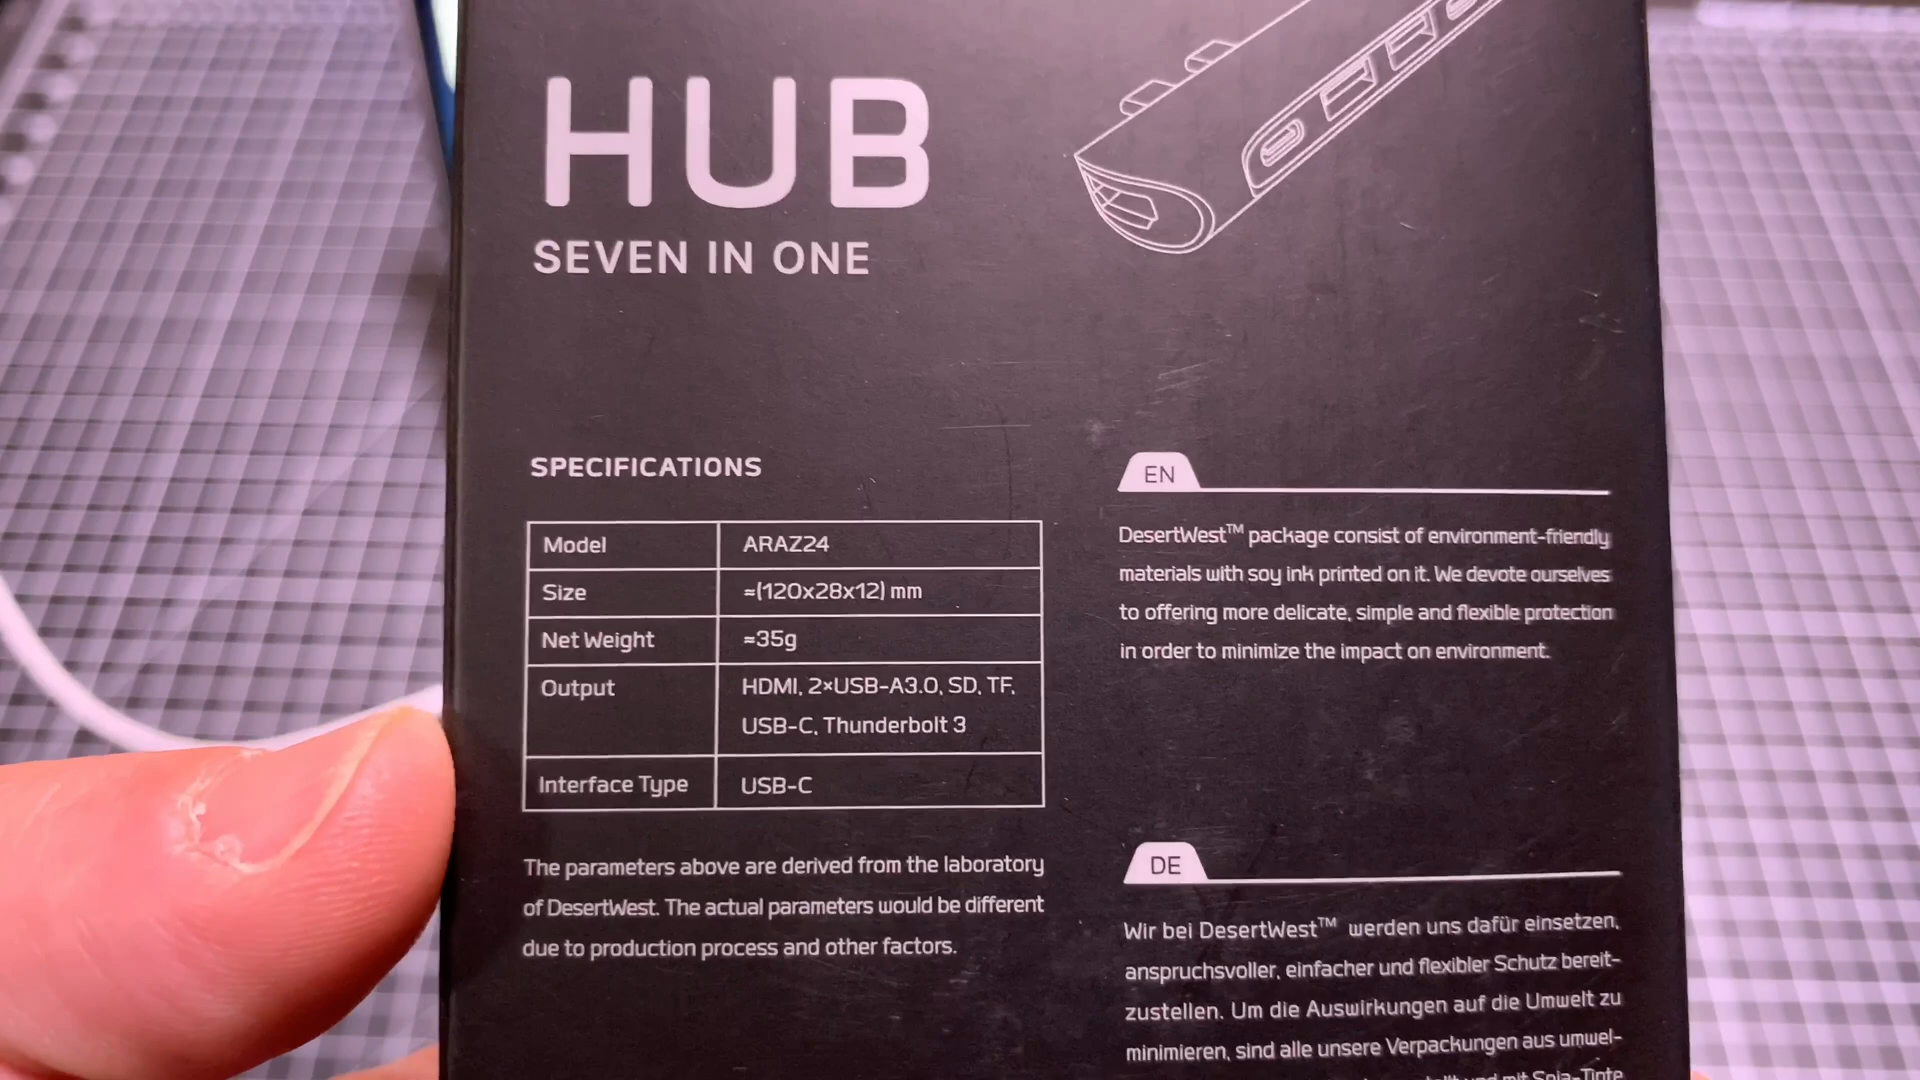 HUB
SEVEN IN ONE
SPECIFICATIONS
Model ARAZ24
Size ≈(120x28x12) mm
Net Weight ≈35g
Output HDMI, 2×USB-A3.0, SD, TF,
USB-C, Thunderbolt 3
Interface Type USB-C
The parameters above are derived from the laboratory
of DesertWest. The actual parameters would be different
due to production process and other factors.
EN
DesertWest™ package consist of environment-friendly
materials with soy ink printed on it. We devote ourselves
to offering more delicate, simple and flexible protection
in order to minimize the impact on environment.
DE
Wir bei DesertWest™ werden uns dafür einsetzen,
anspruchsvoller, einfacher und flexibler Schutz bereit-
zustellen. Um die Auswirkungen auf die Umwelt zu
minimieren, sind alle unsere Verpackungen aus umwel-
und mit Soja-Tinte